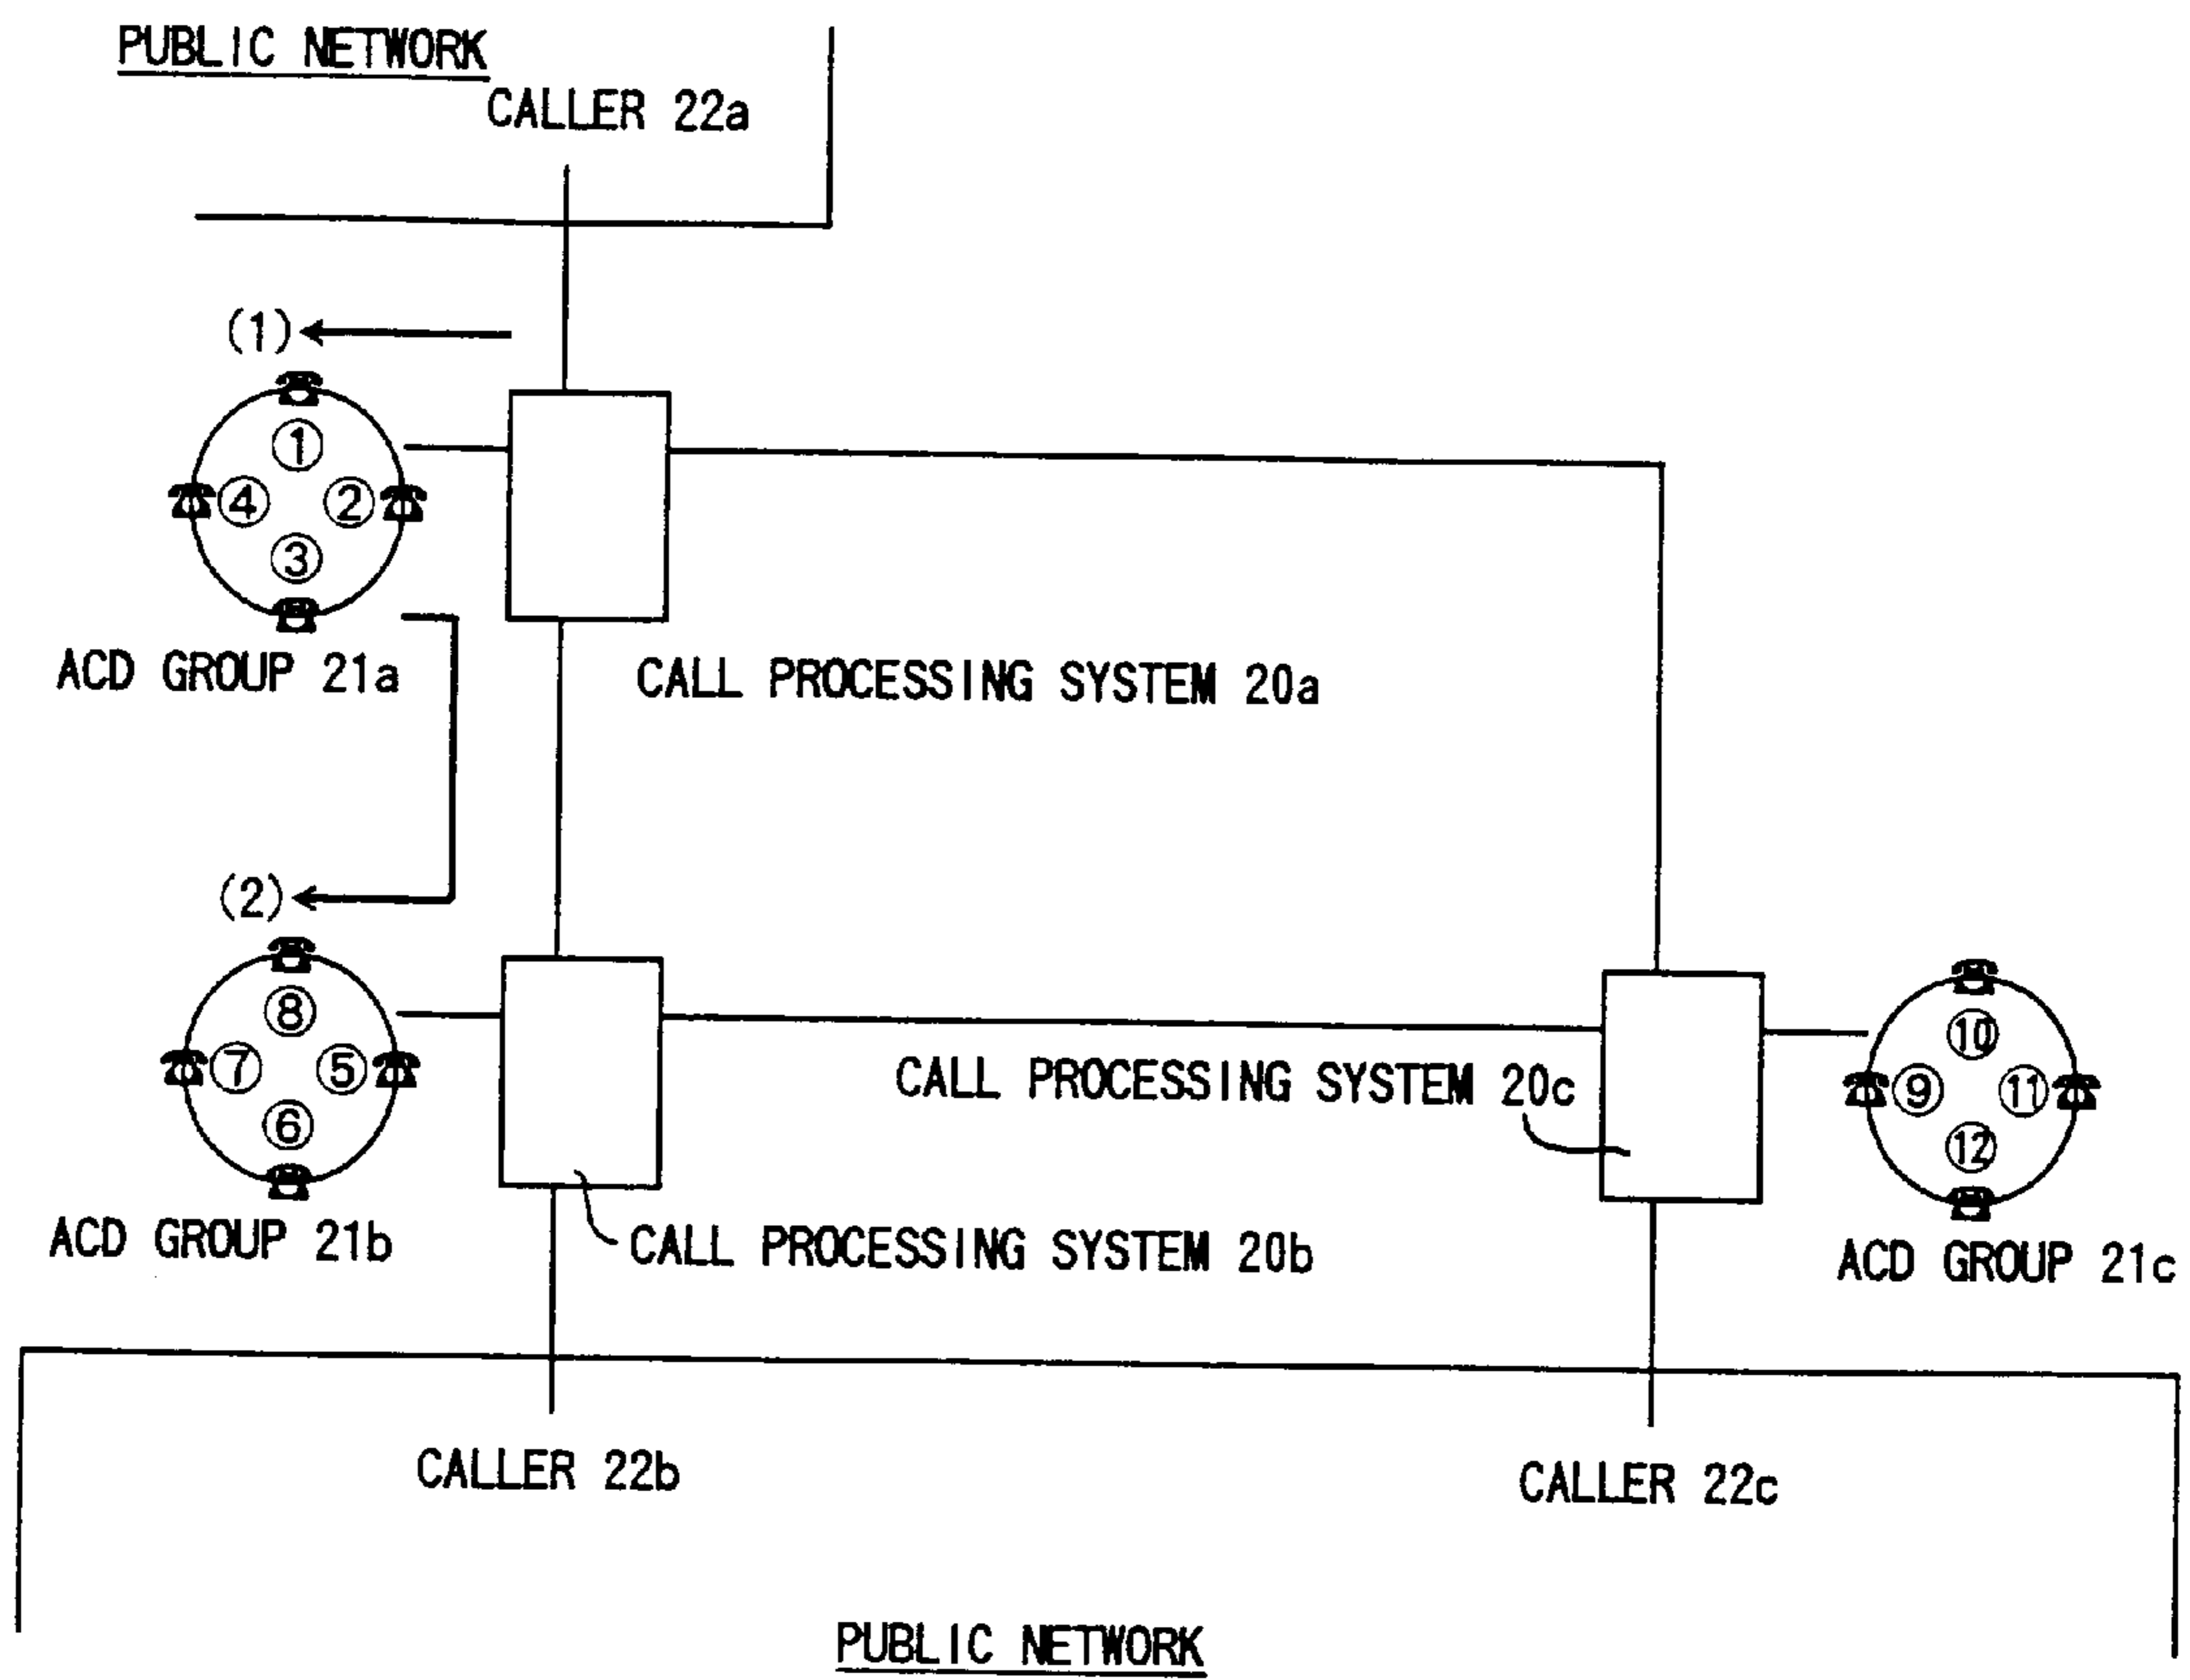 PUBLIC NETWORK
CALLER 22a
(1)
①
④ ②
③
ACD GROUP 21a
CALL PROCESSING SYSTEM 20a
(2)
⑧
⑦ ⑤
⑥
CALL PROCESSING SYSTEM 20c
⑩
⑨ ⑪
⑫
ACD GROUP 21b
CALL PROCESSING SYSTEM 20b
ACD GROUP 21c
CALLER 22b
CALLER 22c
PUBLIC NETWORK